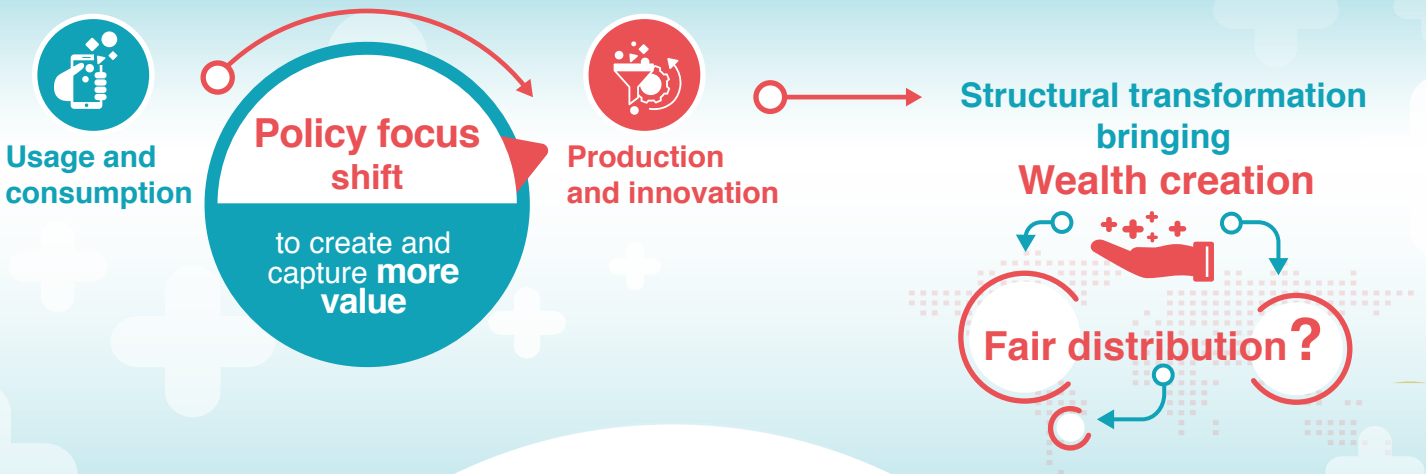 Usage and
consumption
Policy focus
shift
to create and
capture more
value
Production
and innovation
Structural transformation
bringing
Wealth creation
Fair distribution?